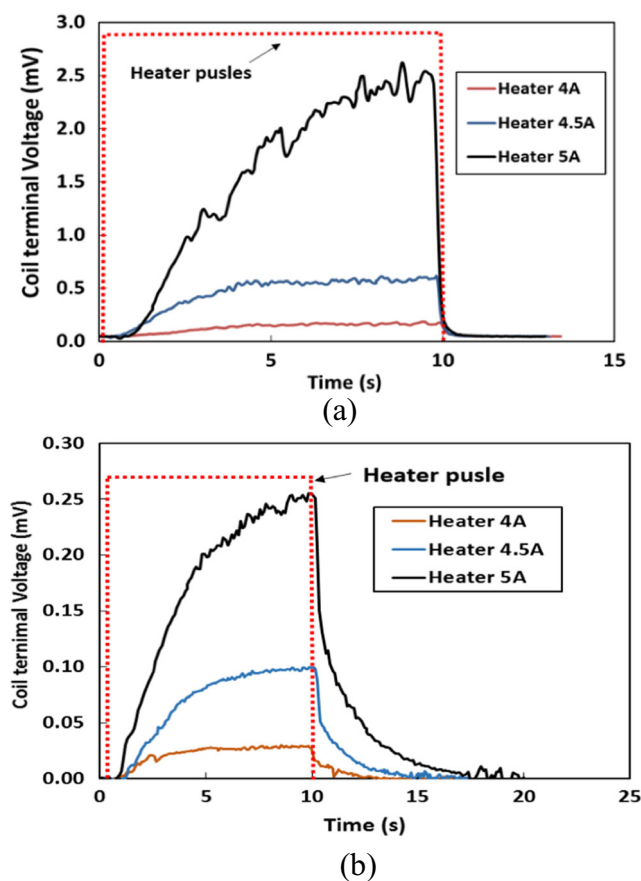 (a)
3.0
2.5
2.0
1.5
1.0
0.5
0.0
Coil terminal Voltage (mV)
Heater pusles
Heater 4A
Heater 4.5A
Heater 5A
0 5 10 15
Time (s)
(a)
0.30
0.25
0.20
0.15
0.10
0.05
0.00
Coil ternimal Voltage (mV)
Heater pusle
Heater 4A
Heater 4.5A
Heater 5A
0 5 10 15 20 25
Time (s)
(b)